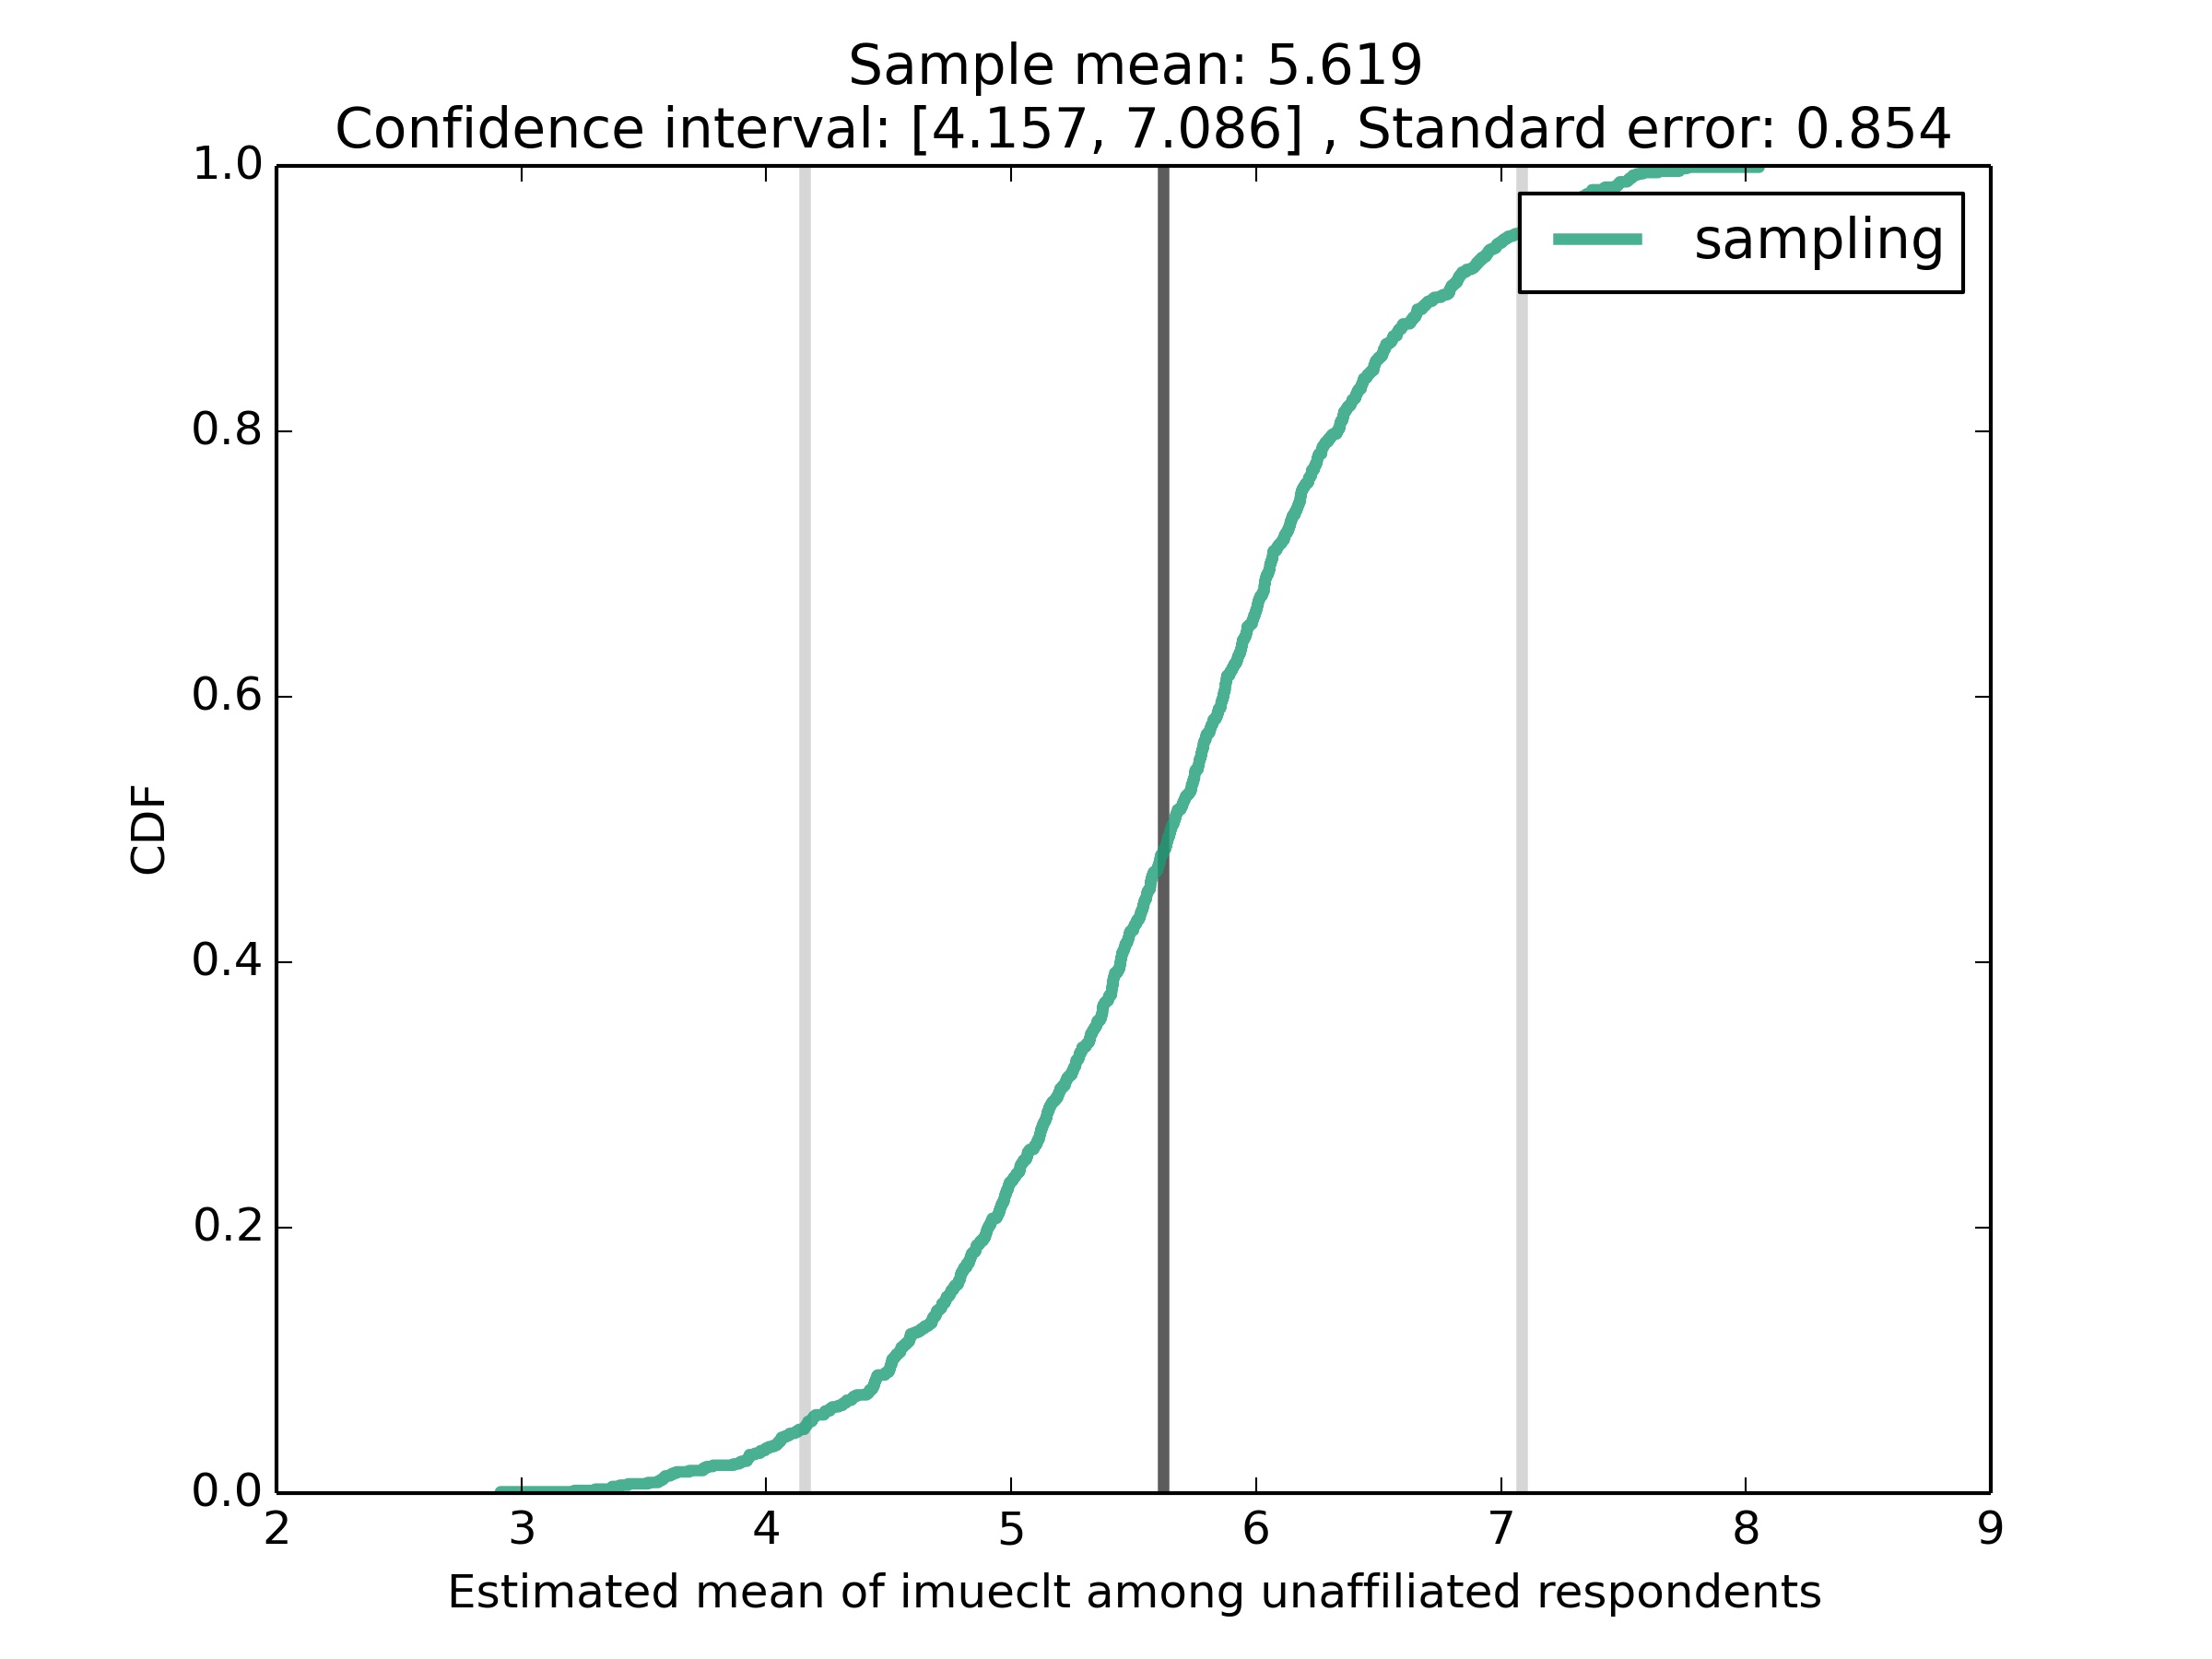 Sample mean: 5.619
Confidence interval: [4.157, 7.086] , Standard error: 0.854
1.0
sampling
0.8
0.6
CDF
0.4
0.2
0.0
2 3 4 5 6 7 8 9
Estimated mean of imueclt among unaffiliated respondents